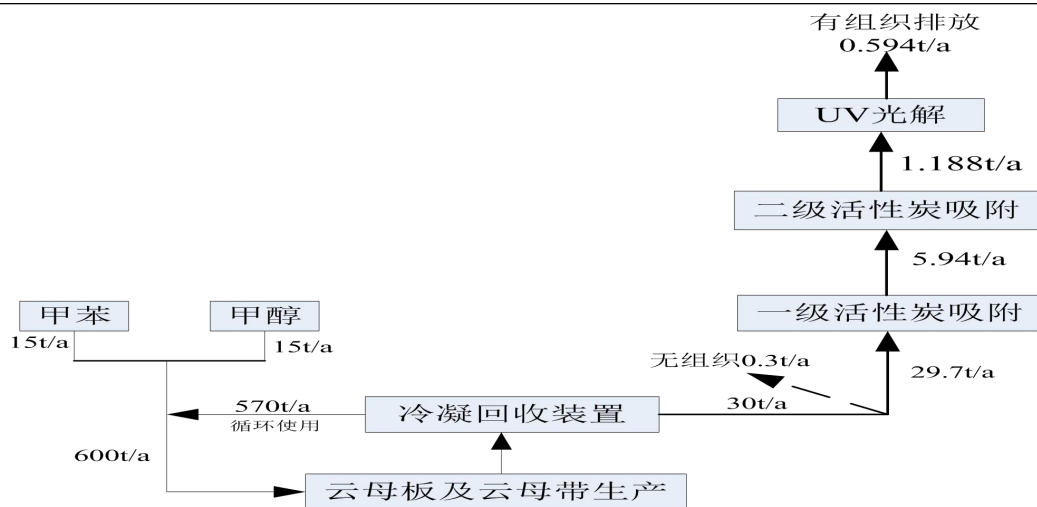 有组织排放
0.594t/a
UV光解
1.188t/a
二级活性炭吸附
5.94t/a
甲苯
甲醇
一级活性炭吸附
15t/a
15t/a
无组织0.3t/a
29.7t/a
570t/a
冷凝回收装置
30t/a
循环使用
600t/a
云母板及云母带生产